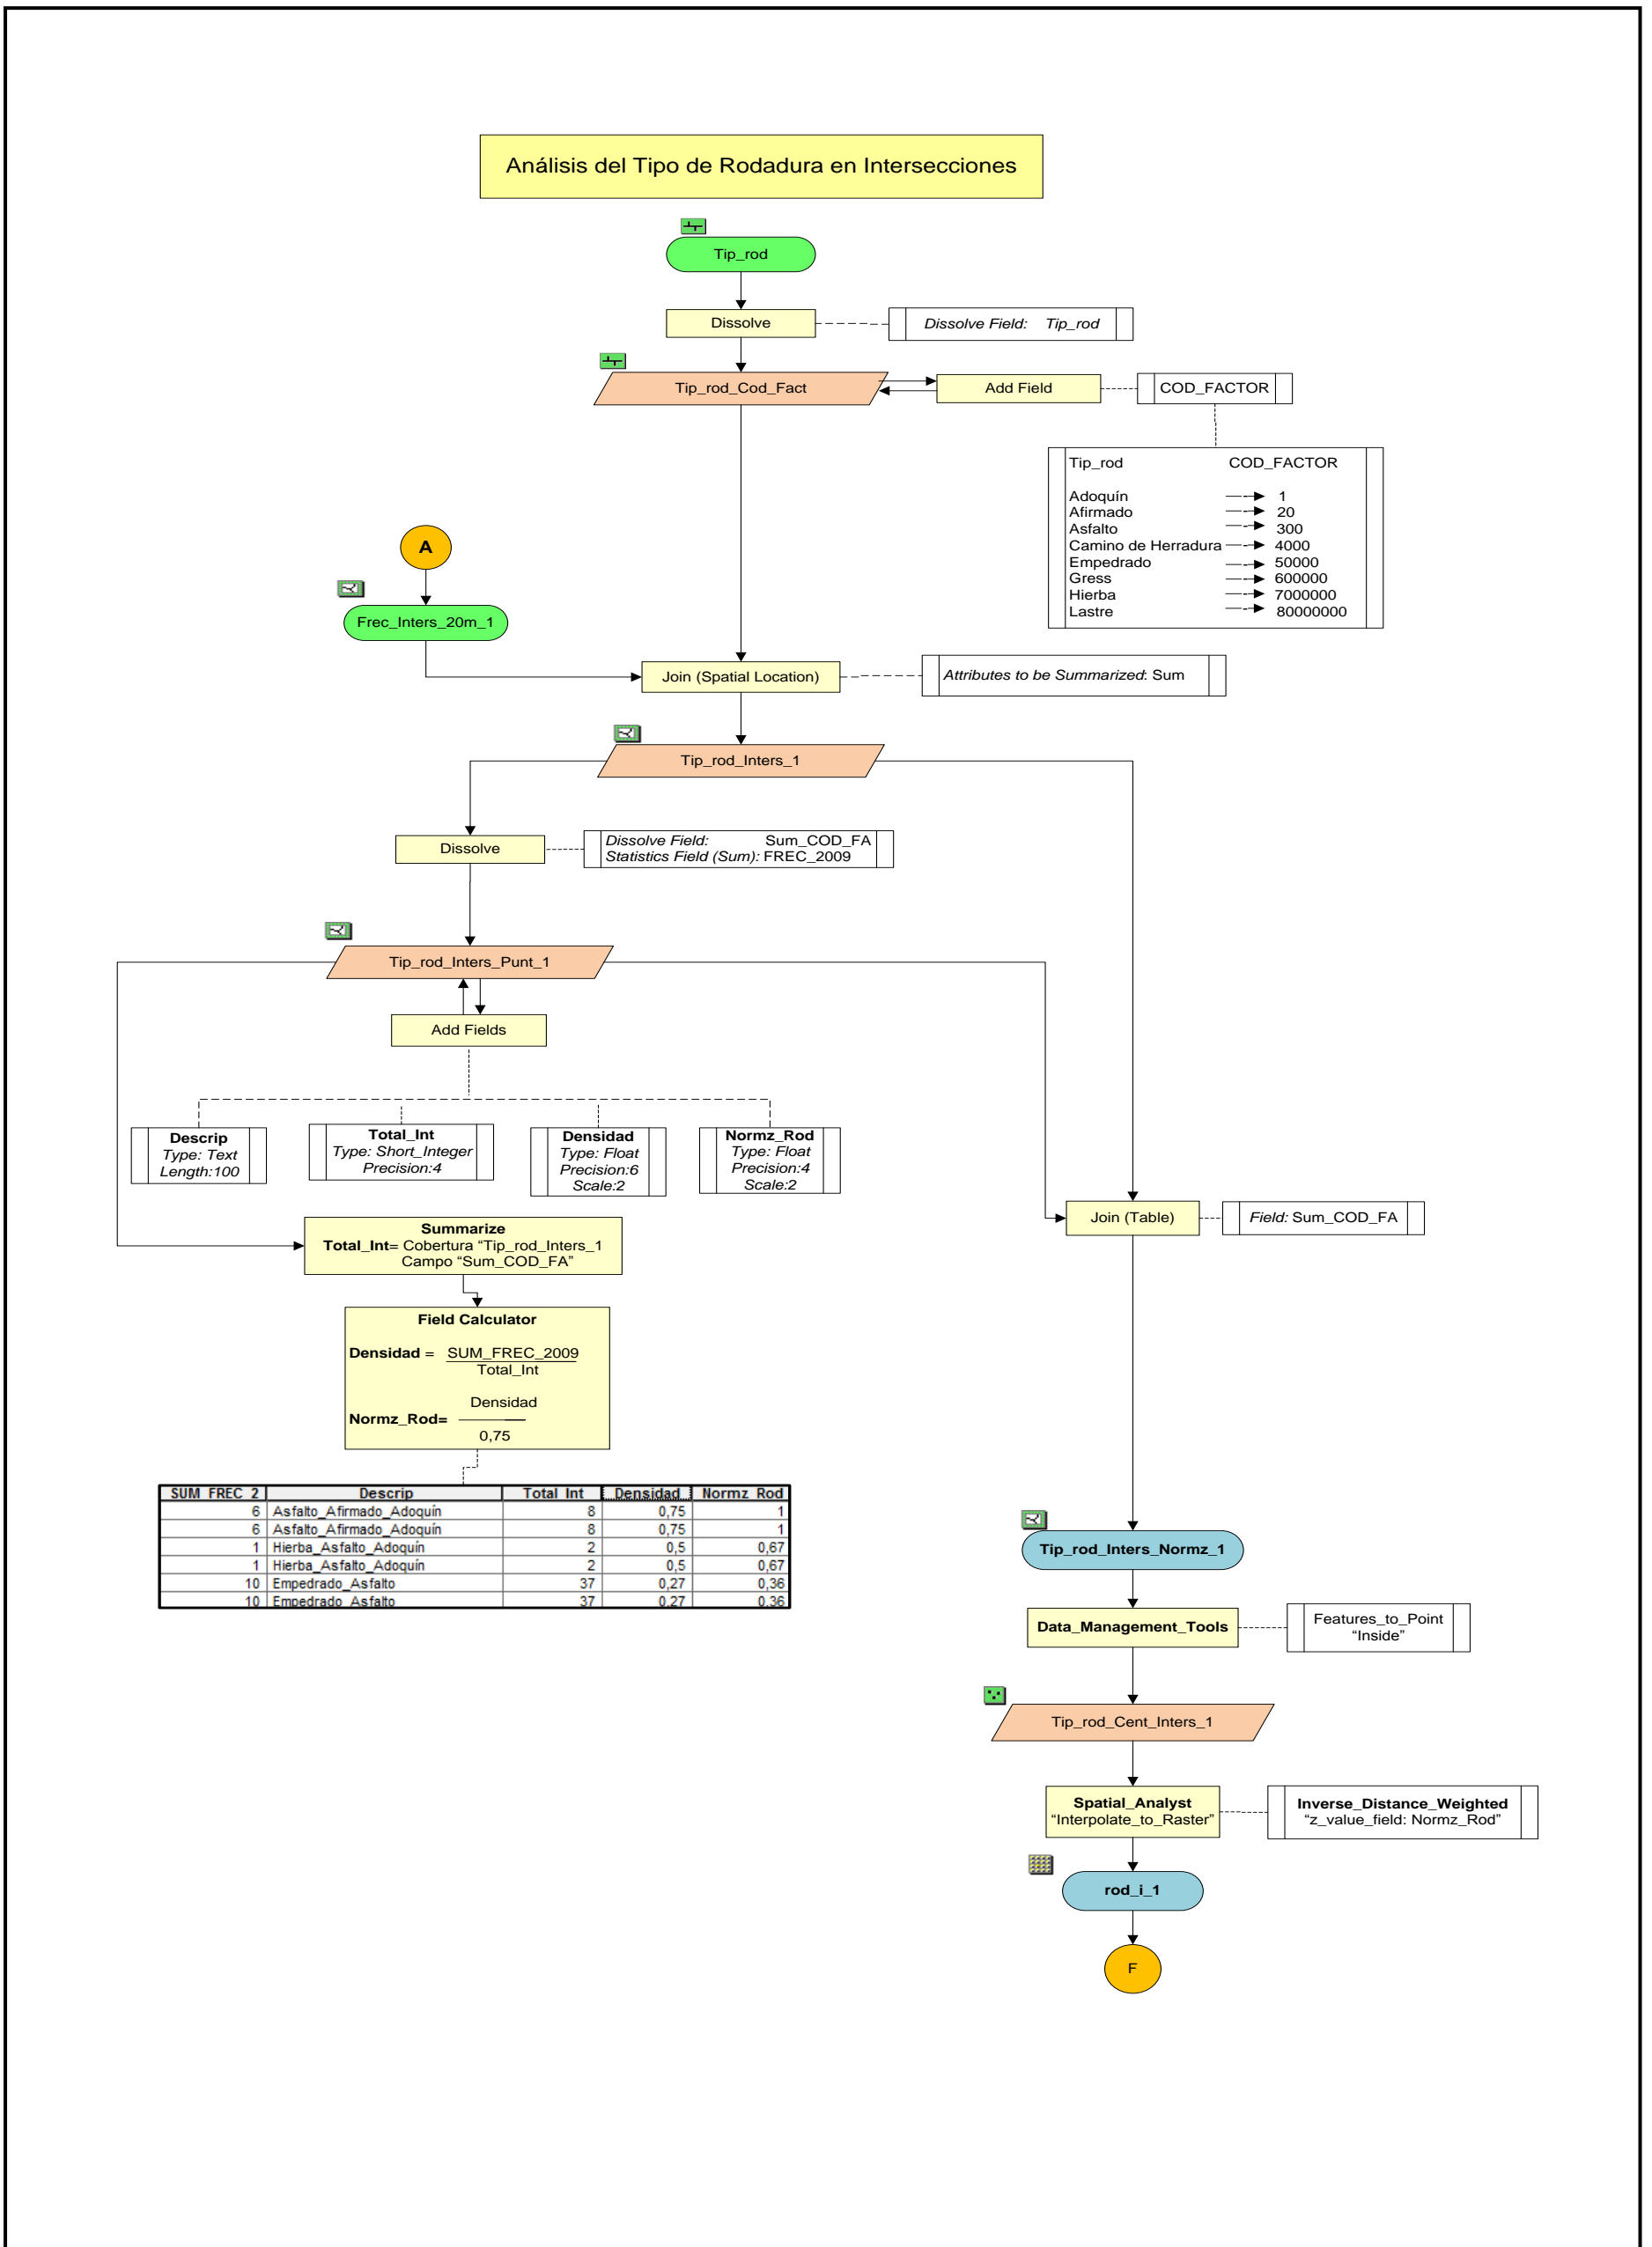 Análisis del Tipo de Rodadura en Intersecciones
Tip_rod
Dissolve
Dissolve Field: Tip_rod
Tip_rod_Cod_Fact
Add Field
COD_FACTOR
Tip_rod COD_FACTOR
Adoquín 1
Afirmado 20
Asfalto 300
Camino de Herradura 4000
Empedrado 50000
Gress 600000
Hierba 7000000
Lastre 80000000
A
Frec_Inters_20m_1
Join (Spatial Location)
Attributes to be Summarized: Sum
Tip_rod_Inters_1
Dissolve
Dissolve Field: Sum_COD_FA
Statistics Field (Sum): FREC_2009
Tip_rod_Inters_Punt_1
Add Fields
Descrip
Type: Text
Length:100
Total_Int
Type: Short_Integer
Precision:4
Densidad
Type: Float
Precision:6
Scale:2
Normz_Rod
Type: Float
Precision:4
Scale:2
Join (Table)
Field: Sum_COD_FA
Summarize
Total_Int= Cobertura “Tip_rod_Inters_1
Campo “Sum_COD_FA”
Field Calculator
Densidad = SUM_FREC_2009
Total_Int
Densidad
Normz_Rod=
0,75
SUM_FREC_2 Descrip Total_Int Densidad Normz_Rod
6 Asfalto_Afirmado_Adoquín 8 0,75 1
6 Asfalto_Afirmado_Adoquín 8 0,75 1
1 Hierba_Asfalto_Adoquín 2 0,5 0,67
1 Hierba_Asfalto_Adoquín 2 0,5 0,67
10 Empedrado_Asfalto 37 0,27 0,36
10 Empedrado_Asfalto 37 0,27 0,36
Tip_rod_Inters_Normz_1
Data_Management_Tools
Features_to_Point
“Inside”
Tip_rod_Cent_Inters_1
Spatial_Analyst
“Interpolate_to_Raster”
Inverse_Distance_Weighted
“z_value_field: Normz_Rod”
rod_i_1
F